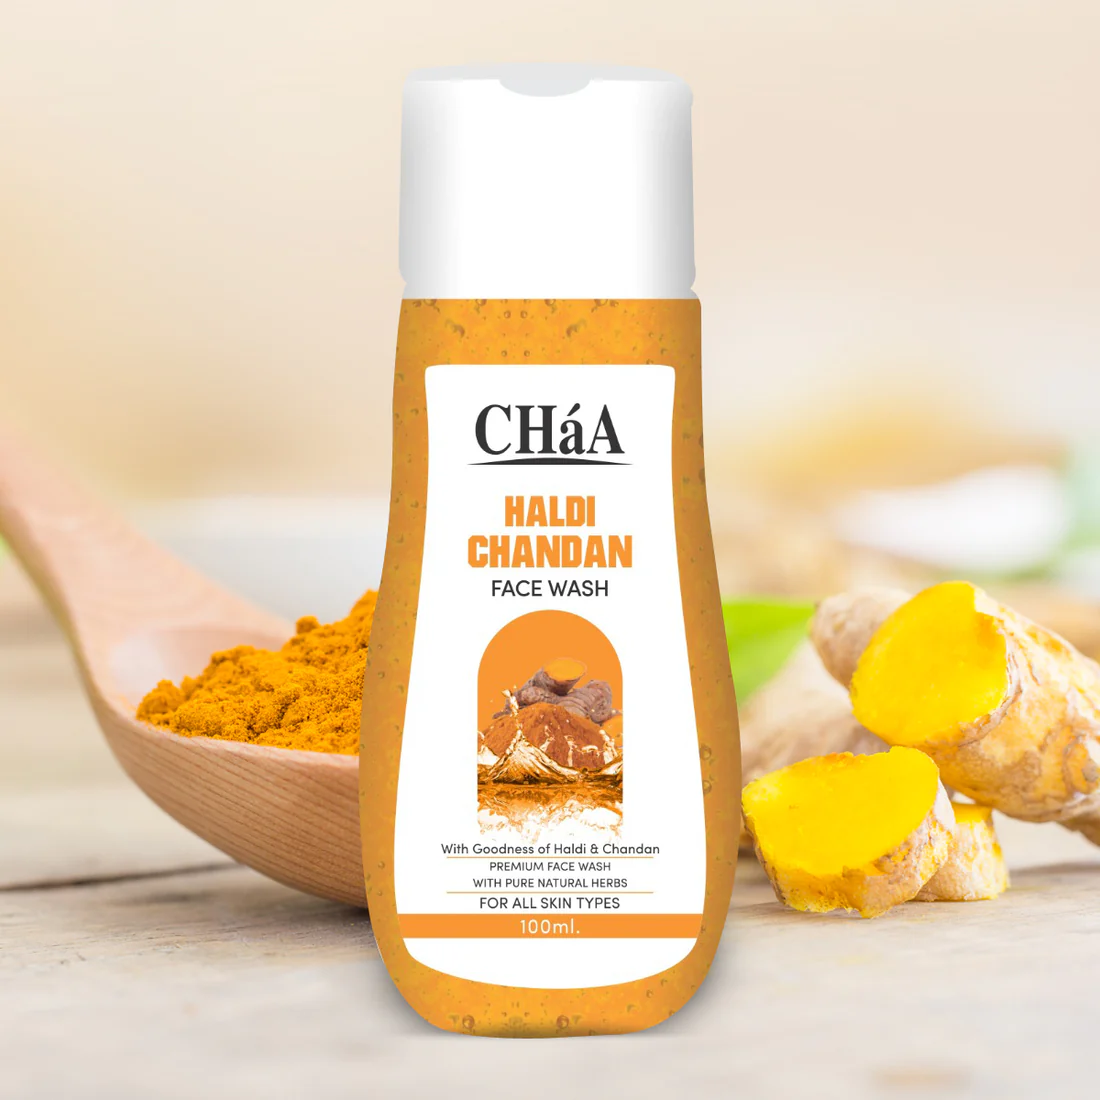 CHáA
HALDI
CHANDAN
FACE WASH
With Goodness of Haldi & Chandan
PREMIUM FACE WASH
WITH PURE NATURAL HERBS
FOR ALL SKIN TYPES
100ml.